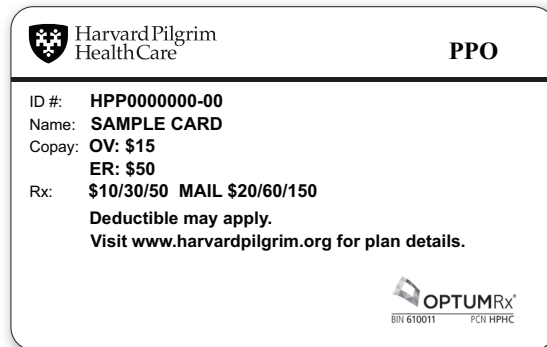 Harvard Pilgrim
HealthCare
PPO
ID #: HPP0000000-00
Name: SAMPLE CARD
Copay: OV: $15
ER: $50
Rx: $10/30/50 MAIL $20/60/150
Deductible may apply.
Visit www.harvardpilgrim.org for plan details.
OPTUMRx®
BIN 610011 PCN HPHC